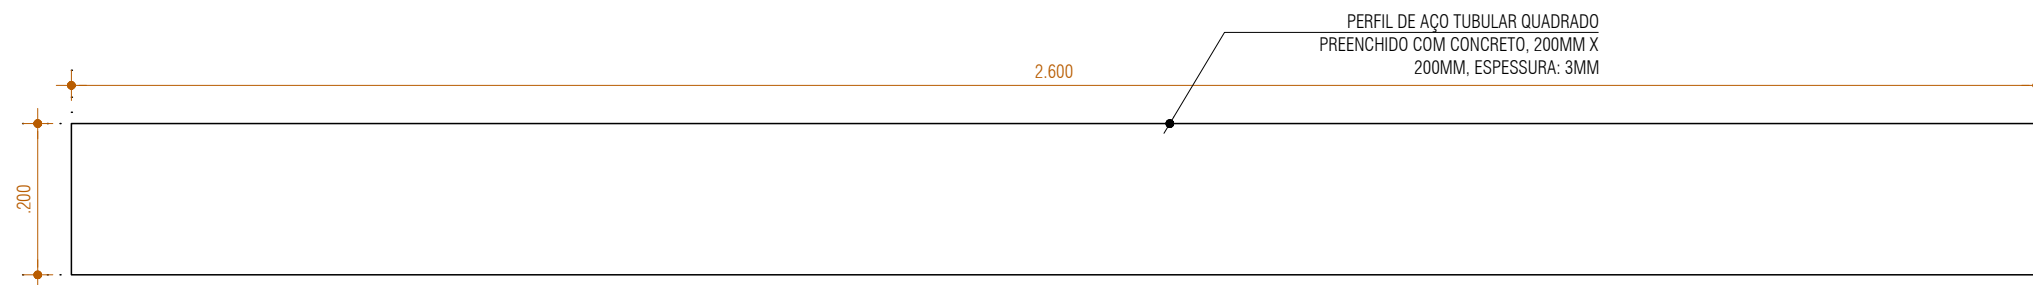 PERFIL DE AÇO TUBULAR QUADRADO
PREENCHIDO COM CONCRETO, 200MM X
200MM, ESPESSURA: 3MM
2.600
.200